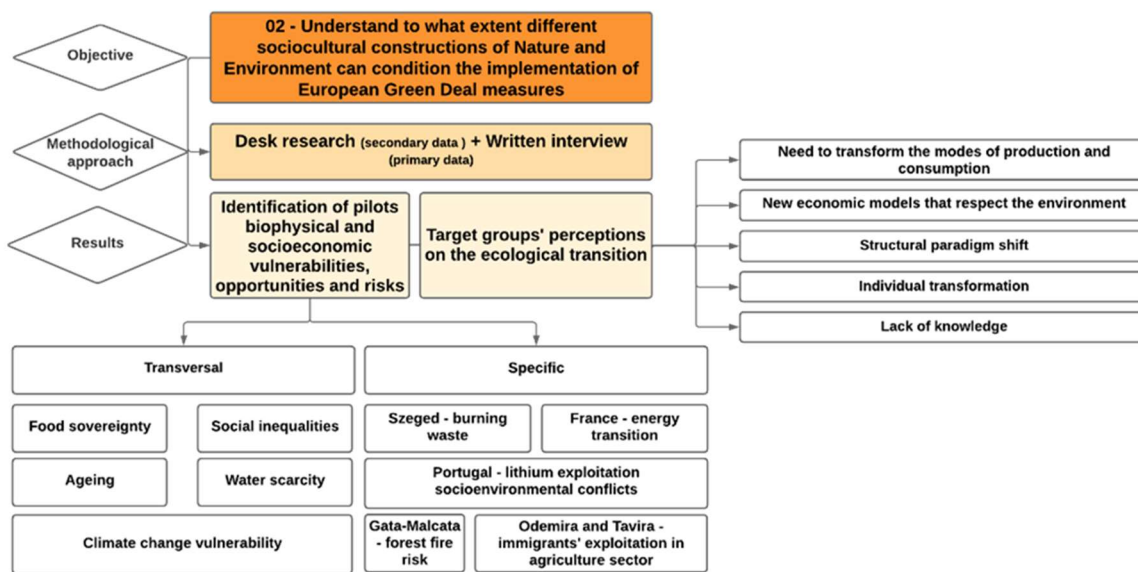 Objective
02 - Understand to what extent different
sociocultural constructions of Nature and
Environment can condition the implementation of
European Green Deal measures
Methodological
approach
Desk research (secondary data ) + Written interview
(primary data)
Results
Identification of pilots
biophysical and
socioeconomic
vulnerabilities,
opportunities and risks
Target groups' perceptions
on the ecological transition
Need to transform the modes of production and
consumption
New economic models that respect the environment
Structural paradigm shift
Individual transformation
Lack of knowledge
Transversal
Food sovereignty
Social inequalities
Ageing
Water scarcity
Climate change vulnerability
Specific
Szeged - burning
waste
France - energy
transition
Portugal - lithium exploitation
socioenvironmental conflicts
Gata-Malcata
- forest fire
risk
Odemira and Tavira -
immigrants' exploitation in
agriculture sector